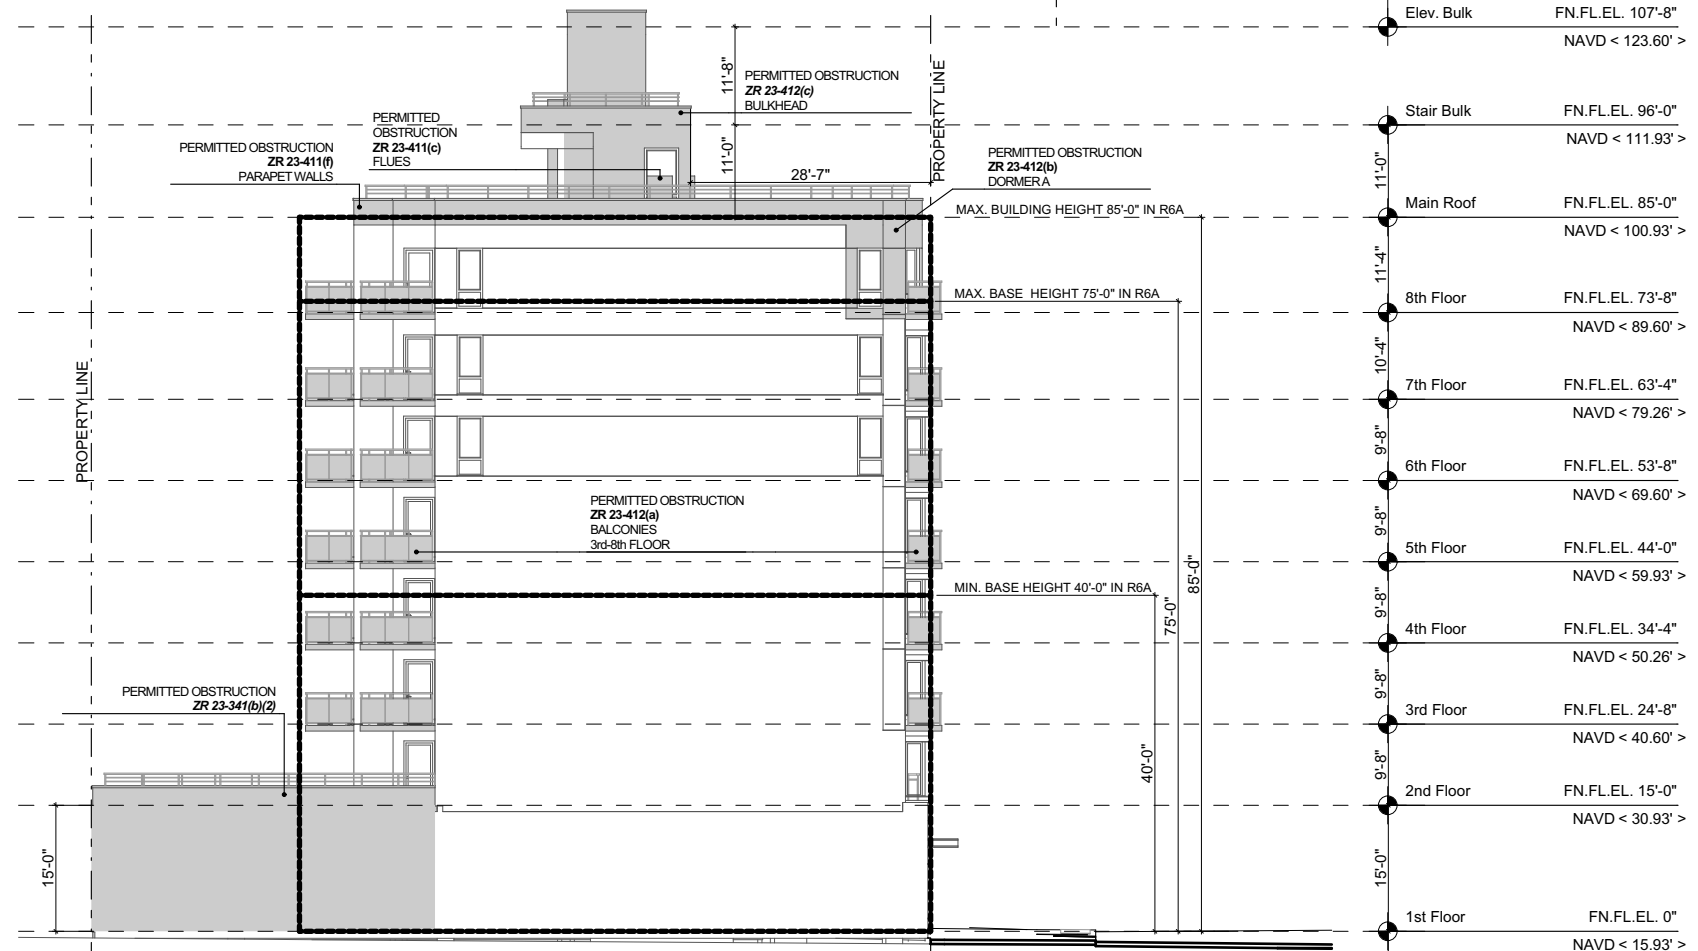 Elev. Bulk FN.FL.EL. 107'-8"
NAVD < 123.60' >
11'-8"
PERMITTED OBSTRUCTION
ZR 23-412(c)
BULKHEAD
PROPERTY LINE
PERMITTED
OBSTRUCTION
ZR 23-411(c)
FLUES
Stair Bulk FN.FL.EL. 96'-0"
NAVD < 111.93' >
PERMITTED OBSTRUCTION
ZR 23-411(f)
PARAPET WALLS
11'-0"
28'-7"
PERMITTED OBSTRUCTION
ZR 23-412(b)
DORMER A
11'-0"
MAX. BUILDING HEIGHT 85'-0" IN R6A
Main Roof FN.FL.EL. 85'-0"
NAVD < 100.93' >
11'-4"
MAX. BASE HEIGHT 75'-0" IN R6A
8th Floor FN.FL.EL. 73'-8"
NAVD < 89.60' >
10'-4"
PROPERTY LINE
7th Floor FN.FL.EL. 63'-4"
NAVD < 79.26' >
9'-8"
6th Floor FN.FL.EL. 53'-8"
NAVD < 69.60' >
PERMITTED OBSTRUCTION
ZR 23-412(a)
BALCONIES
3rd-8th FLOOR
9'-8"
5th Floor FN.FL.EL. 44'-0"
NAVD < 59.93' >
MIN. BASE HEIGHT 40'-0" IN R6A
85'-0"
75'-0"
9'-8"
4th Floor FN.FL.EL. 34'-4"
NAVD < 50.26' >
9'-8"
PERMITTED OBSTRUCTION
ZR 23-341(b)(2)
3rd Floor FN.FL.EL. 24'-8"
NAVD < 40.60' >
40'-0"
9'-8"
2nd Floor FN.FL.EL. 15'-0"
NAVD < 30.93' >
15'-0"
15'-0"
1st Floor FN.FL.EL. 0"
NAVD < 15.93' >